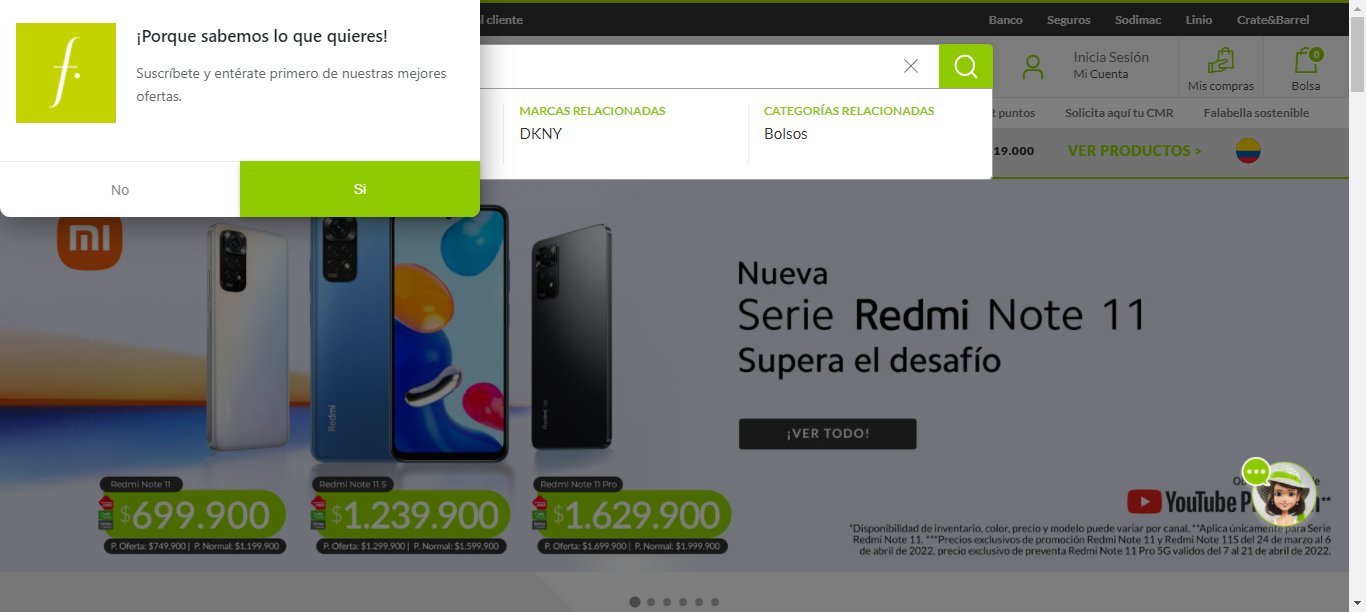 ¡Porque sabemos lo que quieres!
Suscríbete y entérate primero de nuestras mejores
ofertas.
No
Si
al cliente
Banco
Seguros
Sodimac
Linio
Crate&Barrel
Inicia Sesión
Mi Cuenta
Mis compras
0
Bolsa
MARCAS RELACIONADAS
DKNY
CATEGORÍAS RELACIONADAS
Bolsos
puntos
Solicita aquí tu CMR
Falabella sostenible
19.000
VER PRODUCTOS >
Nueva
Serie Redmi Note 11
Supera el desafío
¡VER TODO!
Redmi
Redmi Note 11
$699.900
P. Oferta: $749.900 | P. Normal: $1.199.900
Redmi Note 11 S
$1.239.900
P. Oferta: $1.299.900 | P. Normal: $1.599.900
Redmi Note 11 Pro
$1.629.900
P. Oferta: $1.699.900 | P. Normal: $1.999.900
YouTube P
**
*Disponibilidad de inventario, color, precio y modelo puede variar por canal. **Aplica únicamente para Serie
Redmi Note 11. ***Precios exclusivos de promoción Redmi Note 11 y Redmi Note 11S del 24 de marzo al 6
de abril de 2022, precio exclusivo de preventa Redmi Note 11 Pro 5G validos del 7 al 21 de abril de 2022.